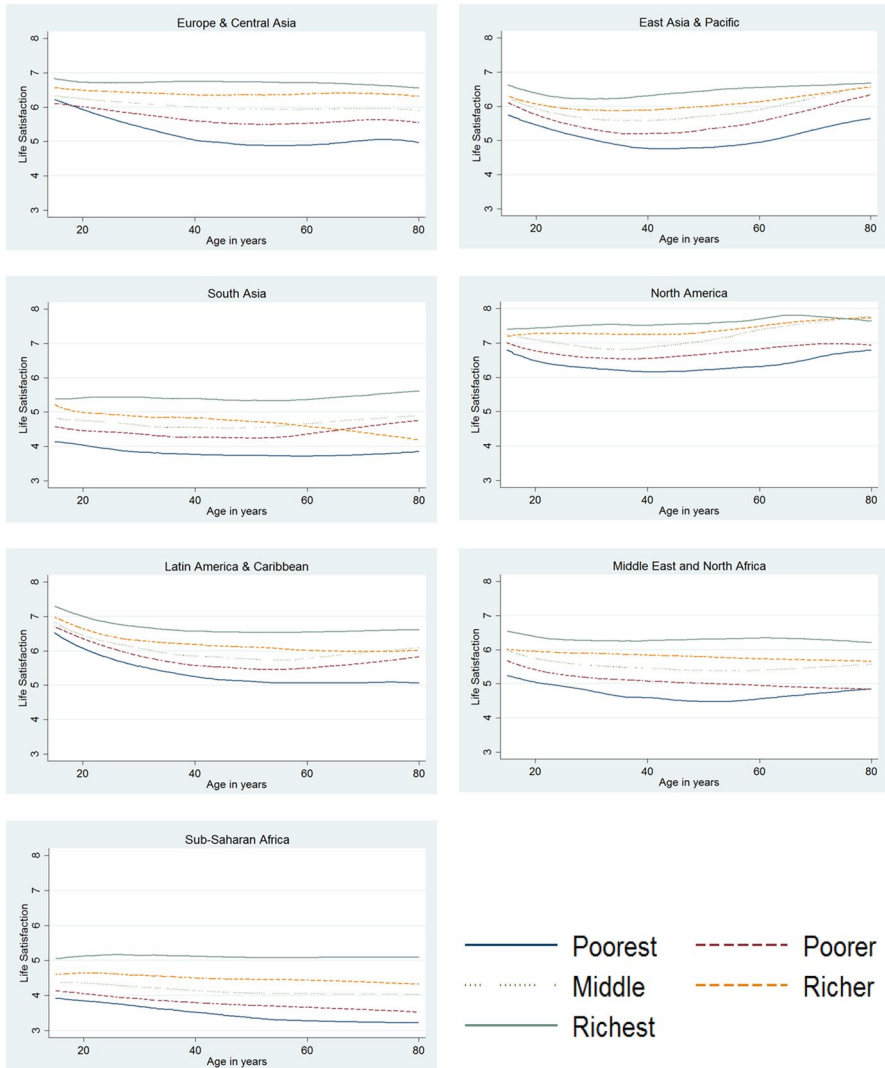 Europe & Central Asia
8
7
6
5
4
3
Life Satisfaction
20
40
60
80
Age in years
East Asia & Pacific
8
7
6
5
4
3
Life Satisfaction
20
40
60
80
Age in years
South Asia
8
7
6
5
4
3
Life Satisfaction
20
40
60
80
Age in years
North America
8
7
6
5
4
3
Life Satisfaction
20
40
60
80
Age in years
Latin America & Caribbean
8
7
6
5
4
3
Life Satisfaction
20
40
60
80
Age in years
Middle East and North Africa
8
7
6
5
4
3
Life Satisfaction
20
40
60
80
Age in years
Sub-Saharan Africa
8
7
6
5
4
3
Life Satisfaction
20
40
60
80
Age in years
Poorest
Poorer
Middle
Richer
Richest